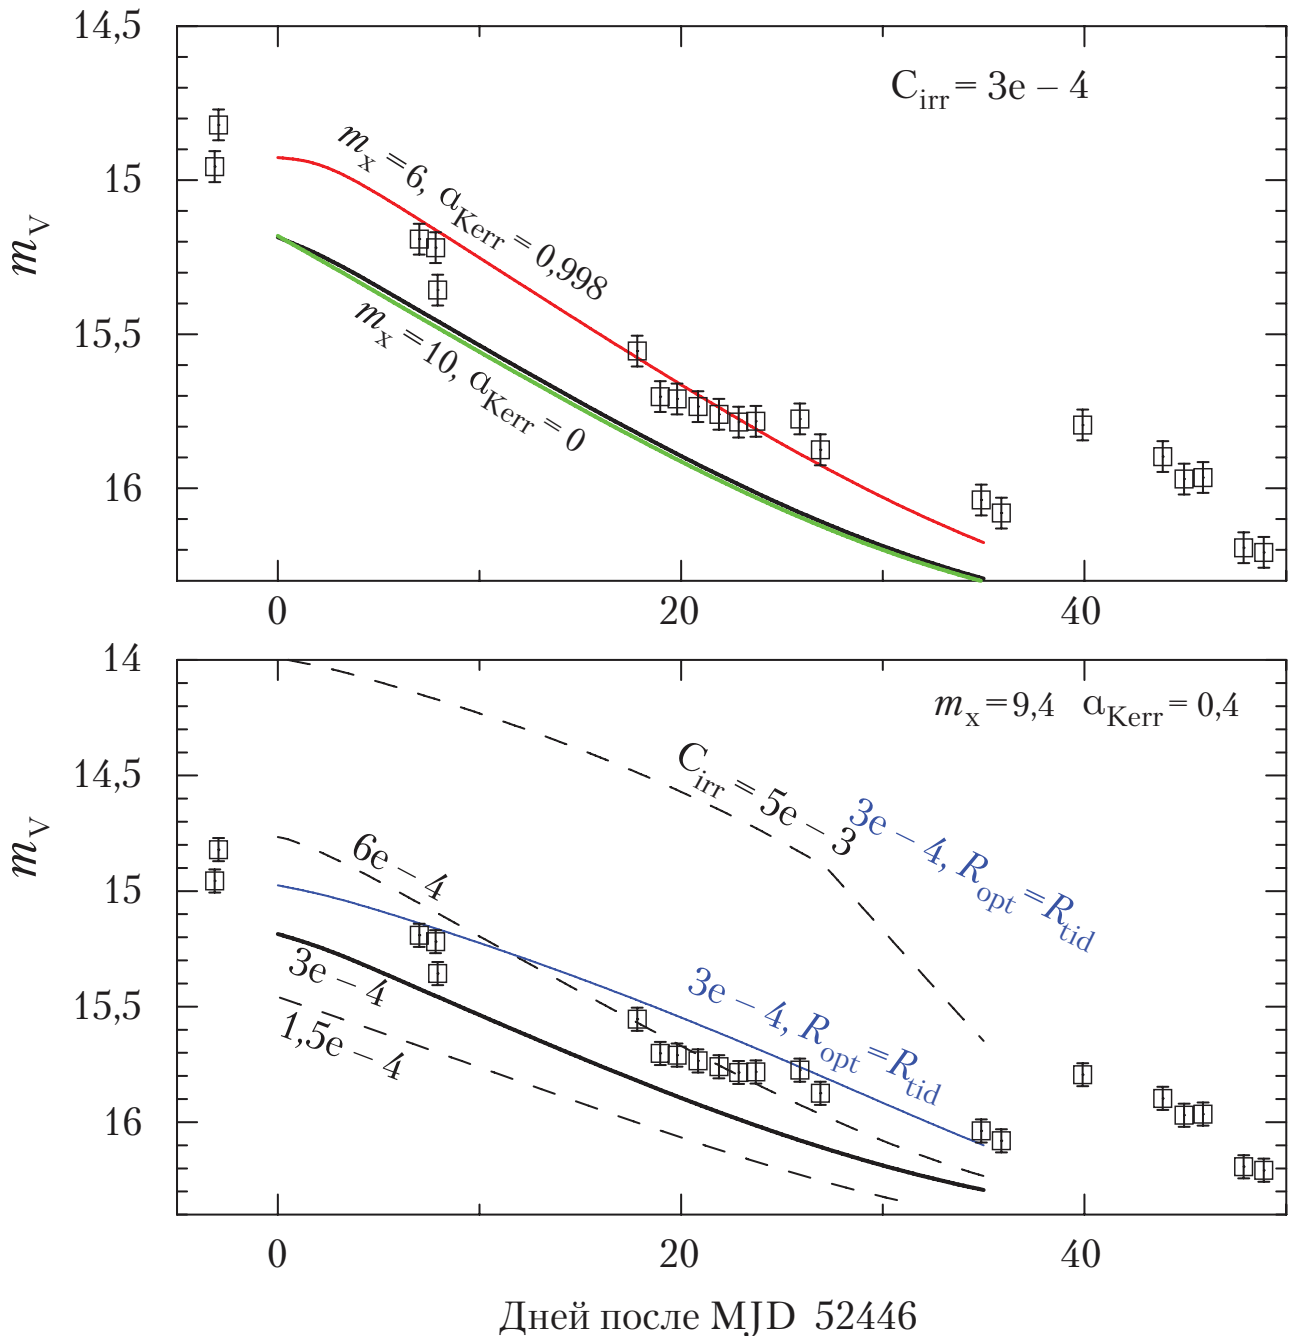 14,5
C_irr = 3e – 4
m_x = 6, α_Kerr = 0,998
15
m_V
15,5
m_x = 10, α_Kerr = 0
16
0 20 40
14
m_x = 9,4 α_Kerr = 0,4
C_irr = 5e – 3
14,5
3e – 4, R_opt = R_tid
m_V
6e – 4
15
3e – 4
3e – 4, R_opt = R_tid
15,5
1,5e – 4
16
0 20 40
Дней после MJD 52446